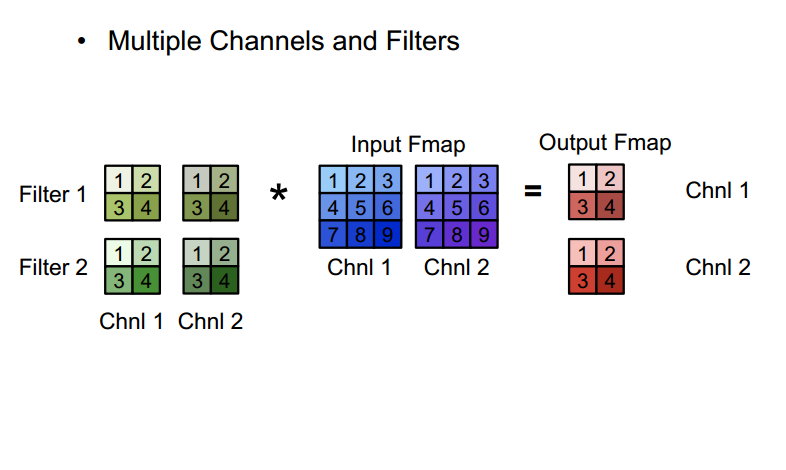 • Multiple Channels and Filters
Input Fmap
Output Fmap
Filter 1
1 2
3 4
1 2
3 4
*
1 2 3
4 5 6
7 8 9
1 2 3
4 5 6
7 8 9
=
1 2
3 4
Chnl 1
Filter 2
1 2
3 4
1 2
3 4
Chnl 1
Chnl 2
1 2
3 4
Chnl 2
Chnl 1
Chnl 2